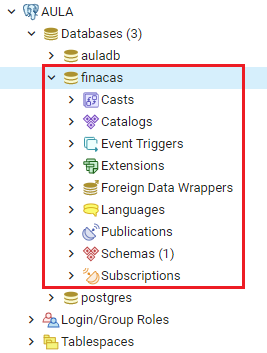 AULA
Databases (3)
auladb
finacas
Casts
Catalogs
Event Triggers
Extensions
Foreign Data Wrappers
Languages
Publications
Schemas (1)
Subscriptions
postgres
Login/Group Roles
Tablespaces